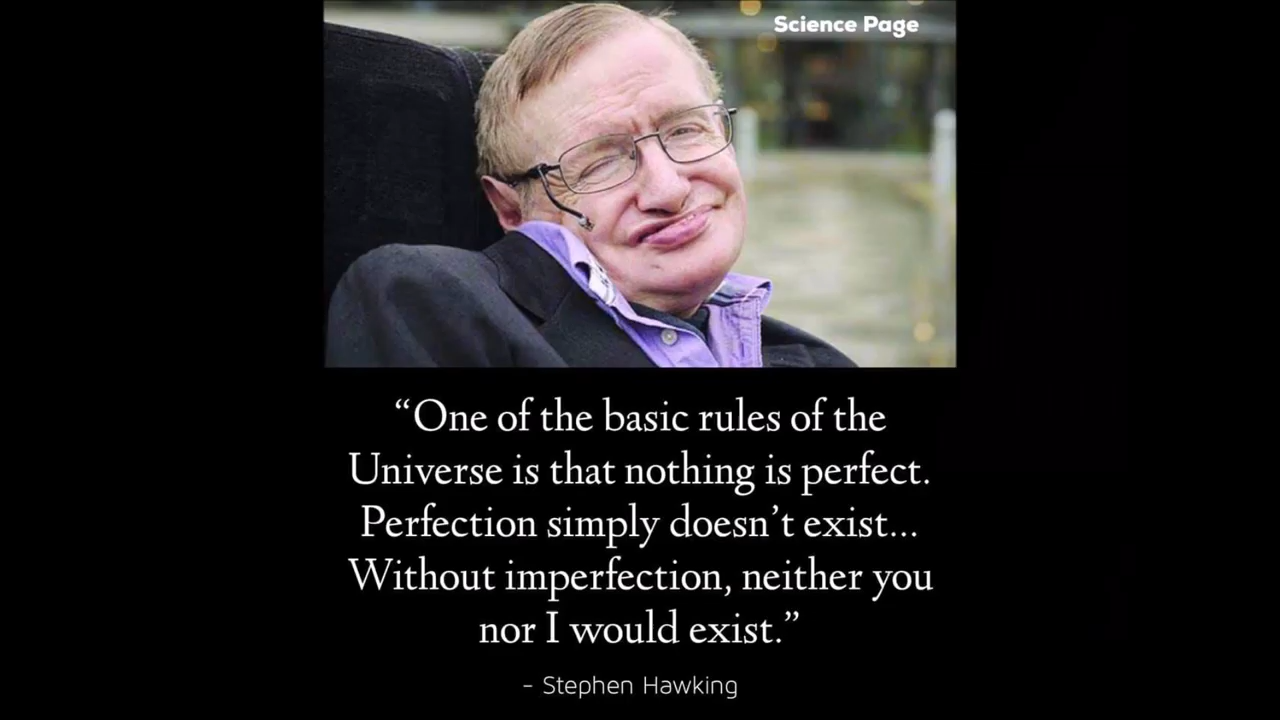 Science Page
“One of the basic rules of the
Universe is that nothing is perfect.
Perfection simply doesn’t exist...
Without imperfection, neither you
nor I would exist.”
- Stephen Hawking